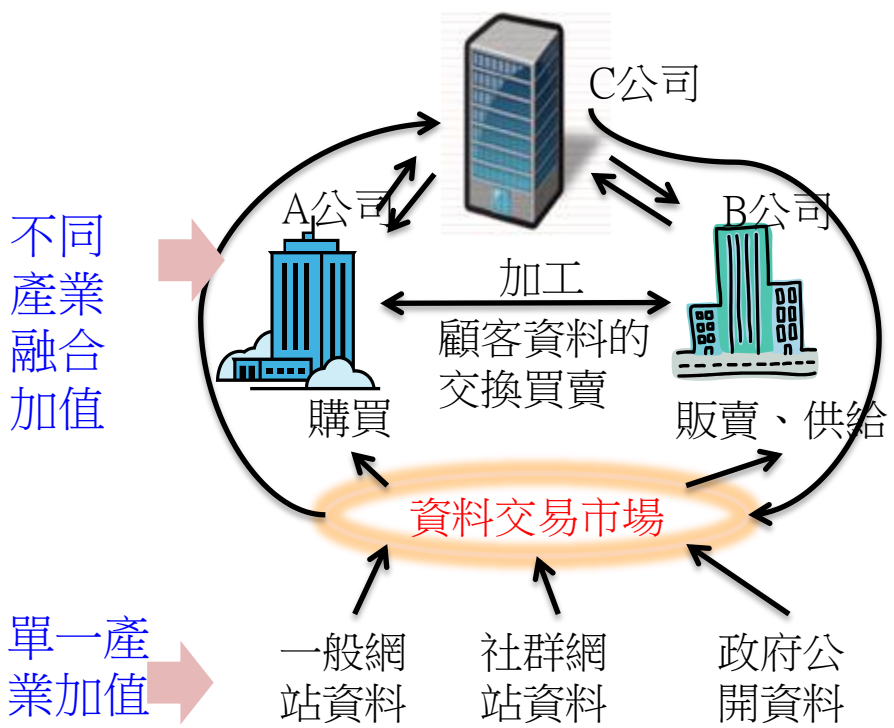 C公司
A公司
B公司
不同
產業
融合
加值
加工
顧客資料的
交換買賣
購買
販賣、供給
資料交易市場
單一產
業加值
一般網
站資料
社群網
站資料
政府公
開資料